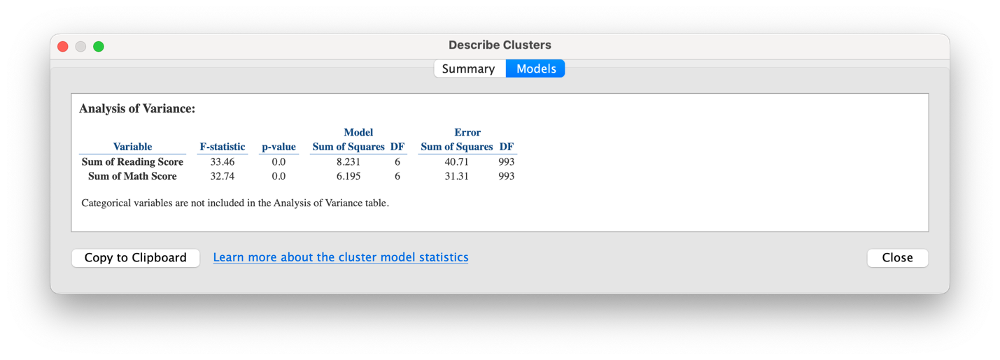 Describe Clusters
Summary Models
Analysis of Variance:
Model Error
Variable F-statistic p-value Sum of Squares DF Sum of Squares DF
Sum of Reading Score 33.46 0.0 8.231 6 40.71 993
Sum of Math Score 32.74 0.0 6.195 6 31.31 993
Categorical variables are not included in the Analysis of Variance table.
Copy to Clipboard Learn more about the cluster model statistics Close